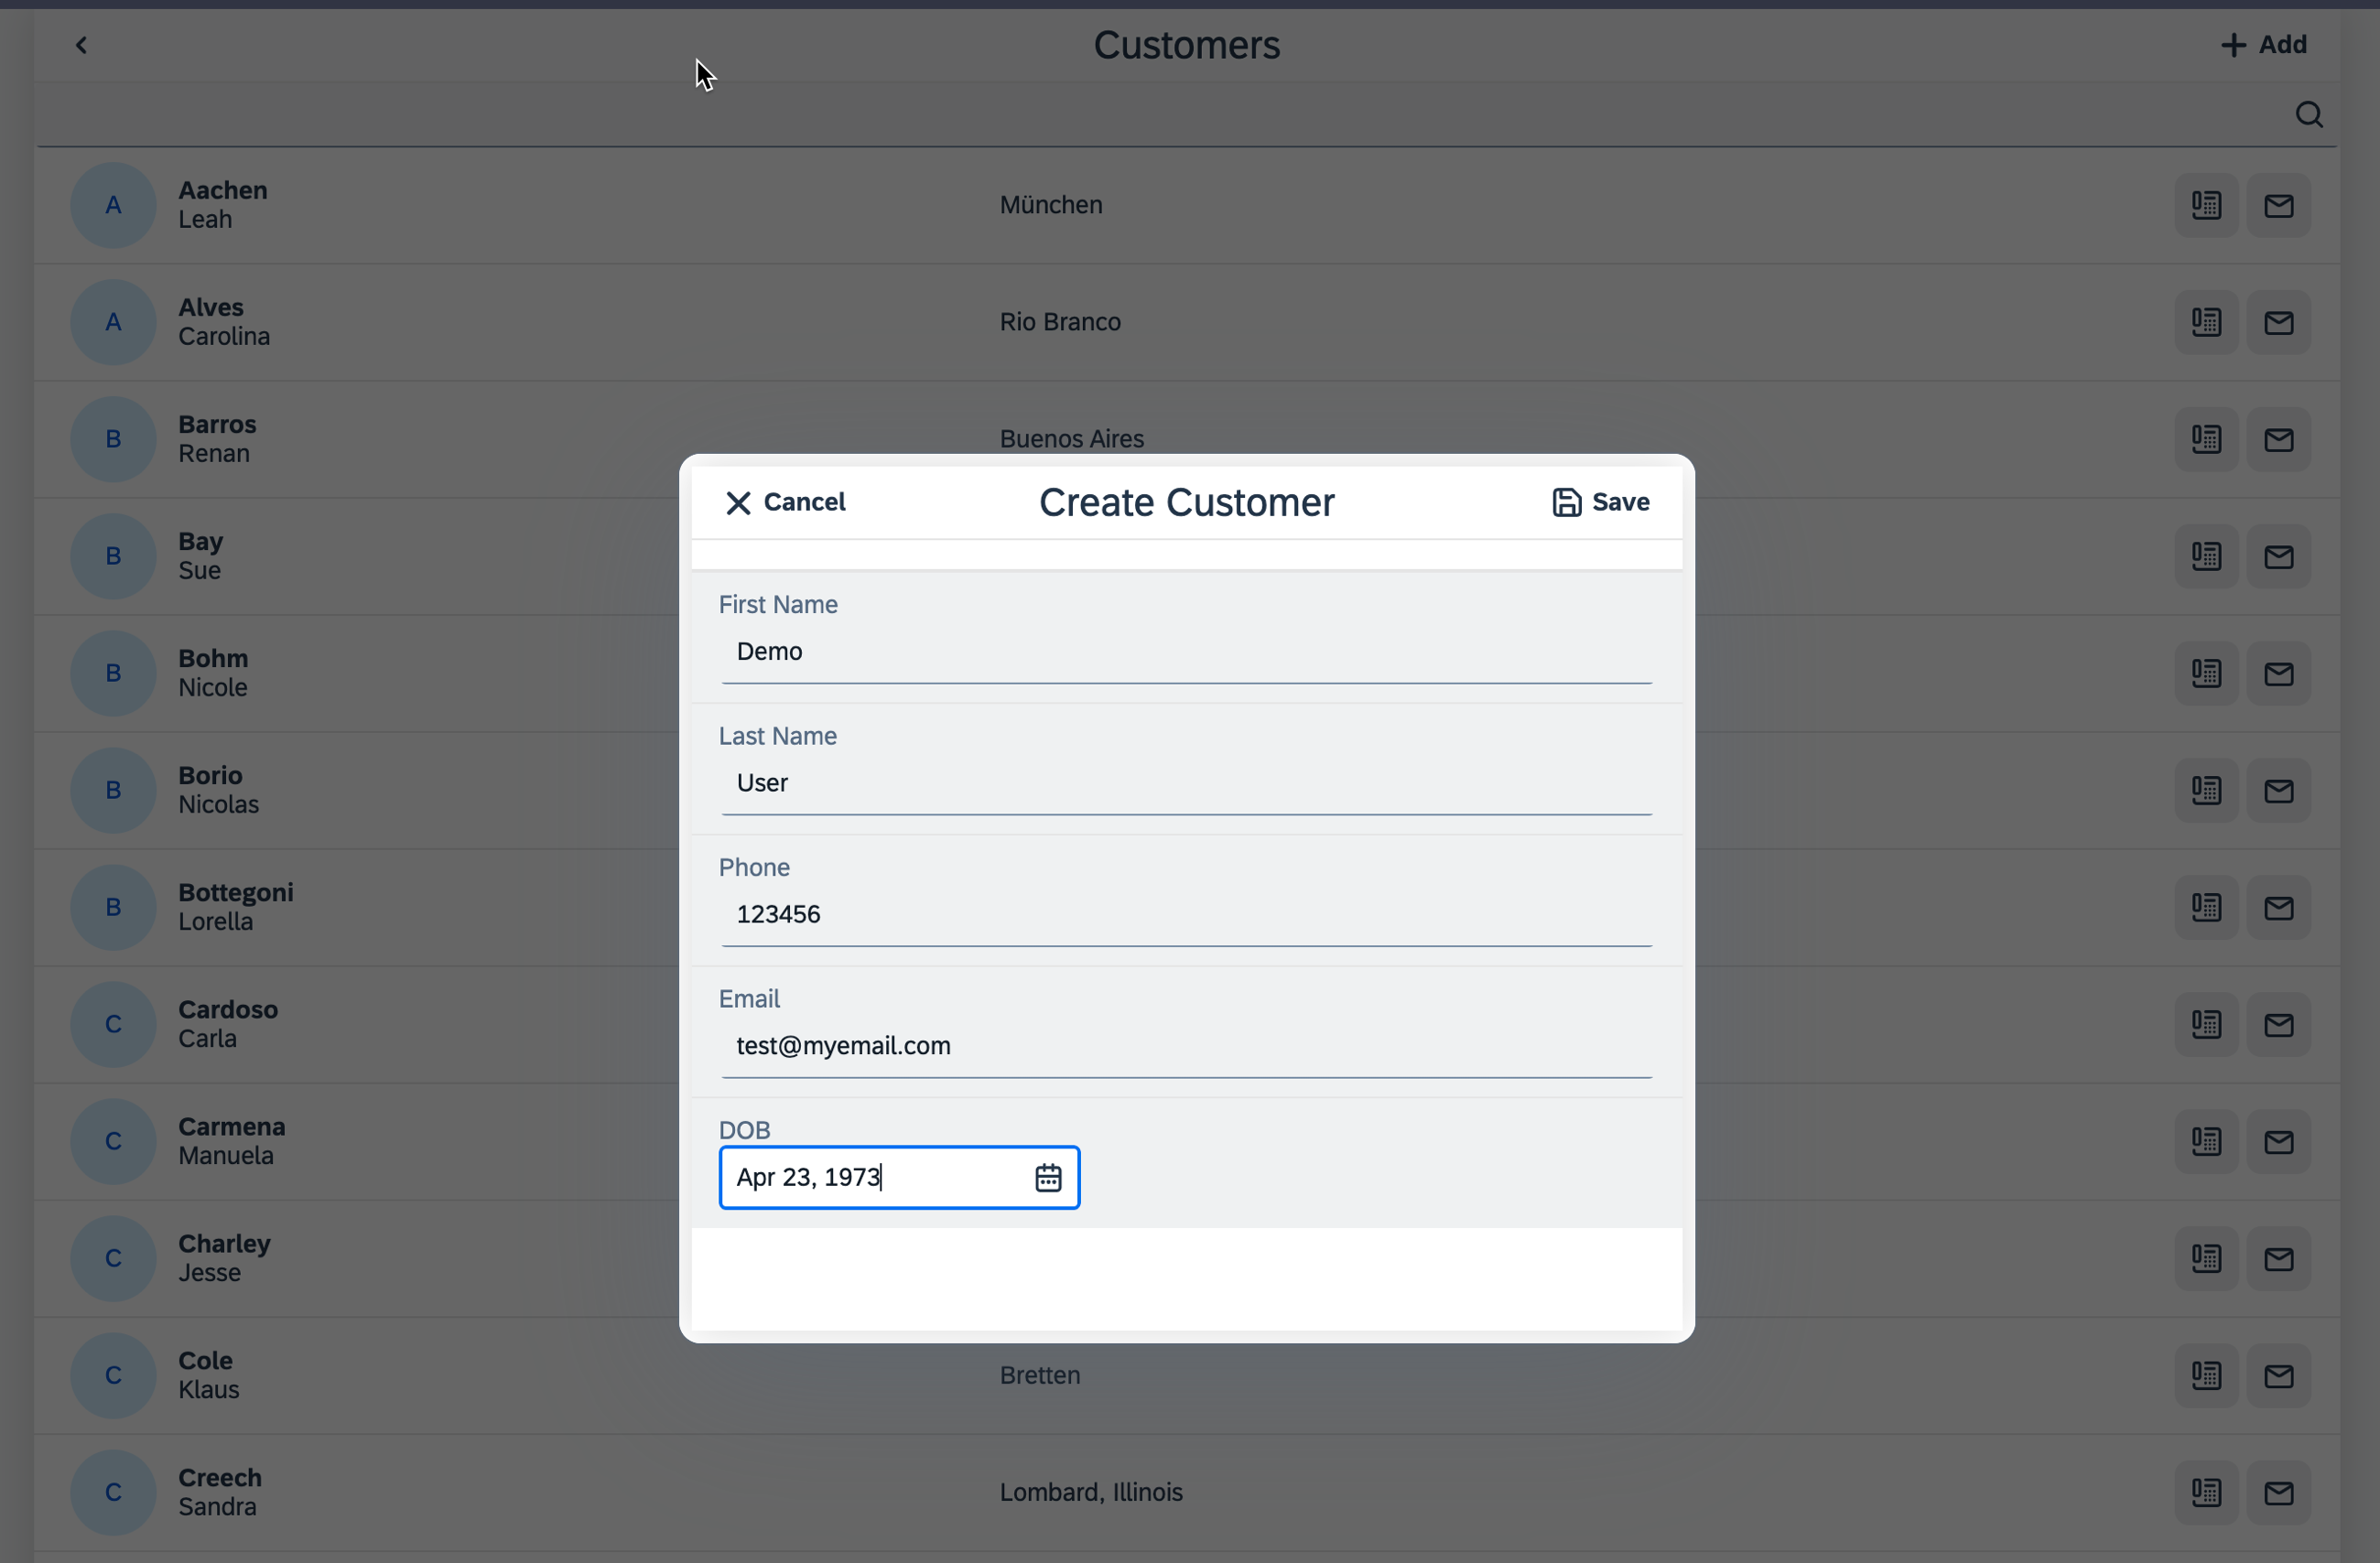 Customers
Add
A
Aachen
Leah
München
A
Alves
Carolina
Rio Branco
B
Barros
Renan
Buenos Aires
B
Bay
Sue
B
Bohm
Nicole
B
Borio
Nicolas
B
Bottegoni
Lorella
C
Cardoso
Carla
C
Carmena
Manuela
C
Charley
Jesse
C
Cole
Klaus
Bretten
C
Creech
Sandra
Lombard, Illinois
Cancel
Create Customer
Save
First Name
Demo
Last Name
User
Phone
123456
Email
test@myemail.com
DOB
Apr 23, 1973